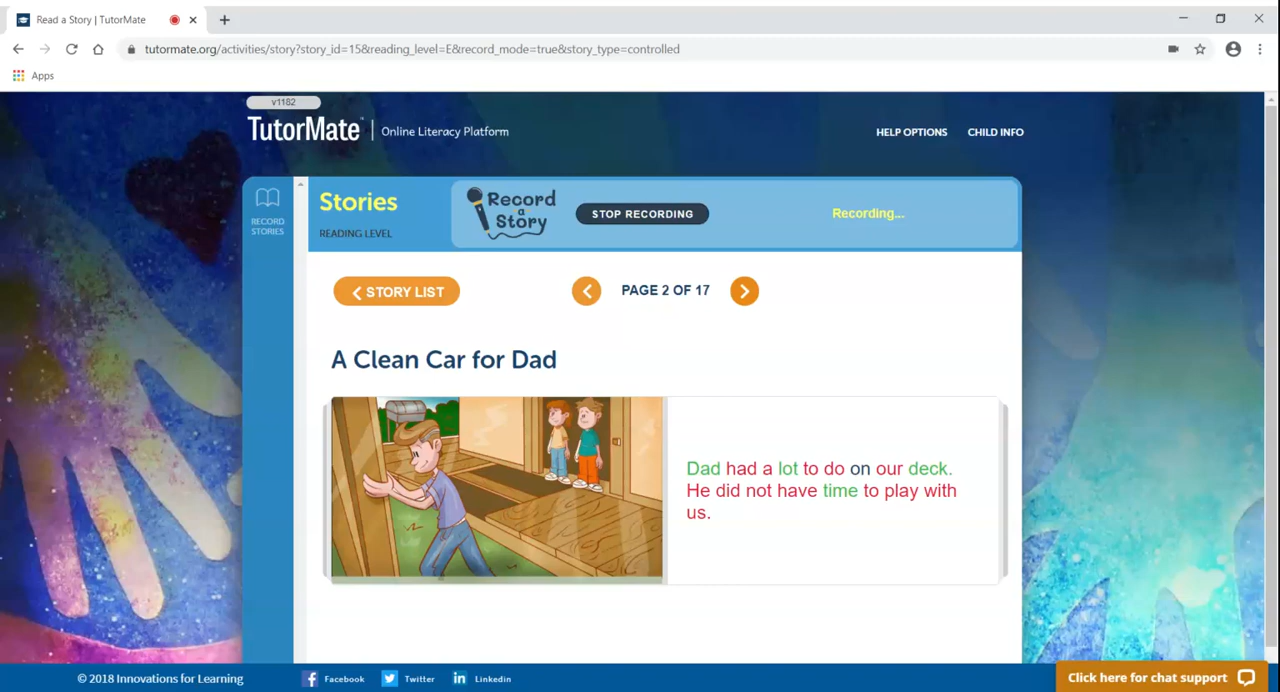 Read a Story | TutorMate
tutormate.org/activities/story?story_id=15&reading_level=E&record_mode=true&story_type=controlled
Apps
v1182
TutorMate™ | Online Literacy Platform
HELP OPTIONS CHILD INFO
RECORD
STORIES
Stories
READING LEVEL
Record
a
Story
STOP RECORDING
Recording...
STORY LIST
PAGE 2 OF 17
A Clean Car for Dad
Dad had a lot to do on our deck.
He did not have time to play with
us.
© 2018 Innovations for Learning
Facebook
Twitter
in Linkedin
Click here for chat support